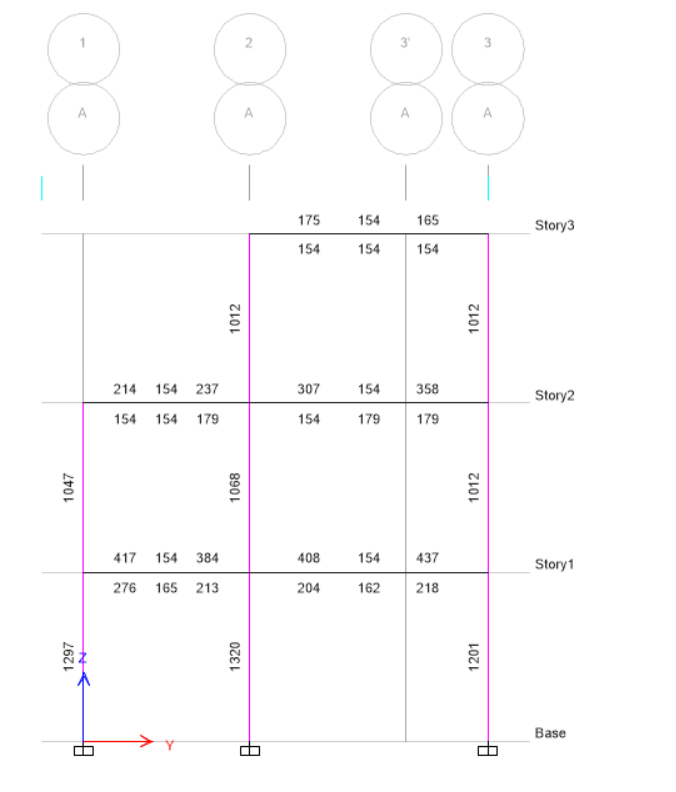 1 2 3' 3
A A A A
175 154 165
Story3
154 154 154
1012 1012
214 154 237 307 154 358
Story2
154 154 179 154 179 179
1047 1068 1012
417 154 384 408 154 437
Story1
276 165 213 204 162 218
1297 1320 1201
Z
Base
Y